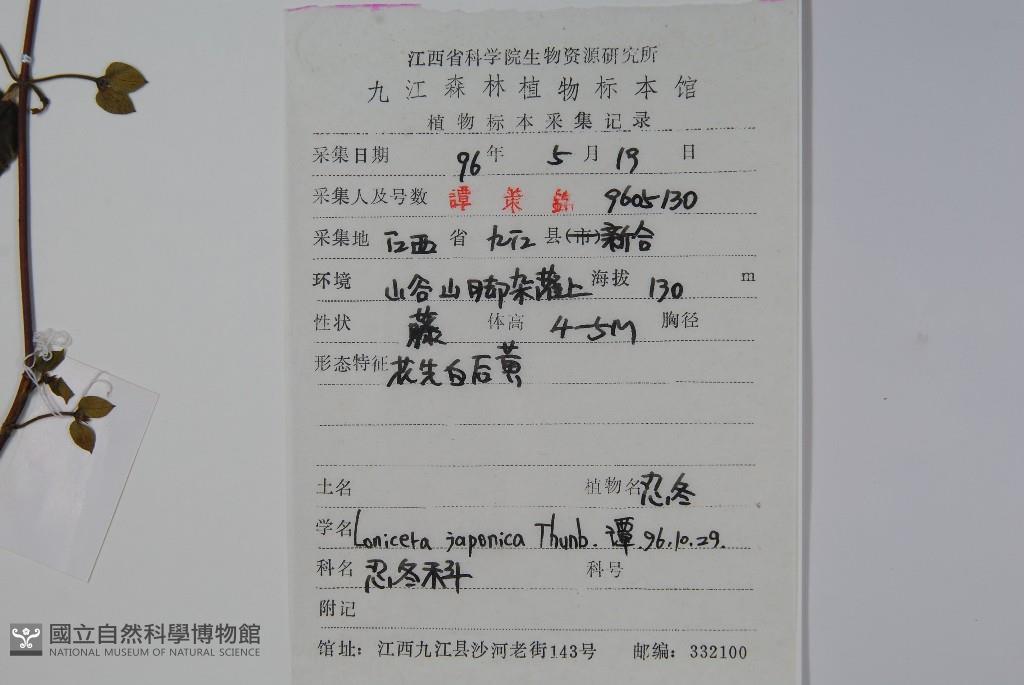 江西省科学院生物资源研究所
九江森林植物标本馆
植物标本采集记录
采集日期 96年 5月19日
采集人及号数 譚策銘 9605130
采集地 江西省 九江县(市)新合
环境 山谷山脚杂灌上 海拔 130 m
性状 藤 体高 4-5M 胸径
形态特征 花先白后黄
土名 植物名 忍冬
学名 Lonicera japonica Thunb. 譚.96.10.29.
科名 忍冬科 科号
附记
馆址：江西九江县沙河老街143号 邮编：332100
國立自然科學博物館
NATIONAL MUSEUM OF NATURAL SCIENCE